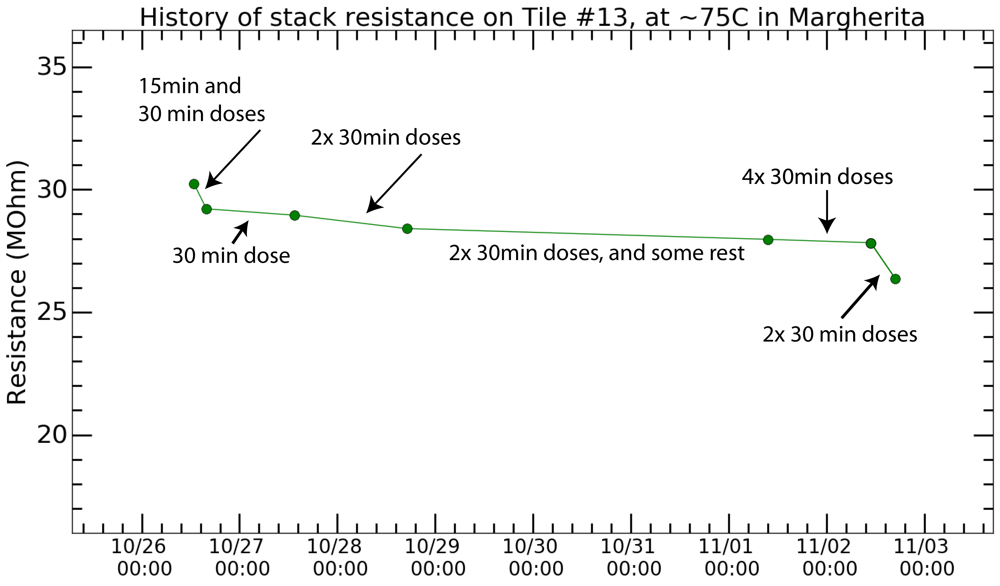 History of stack resistance on Tile #13, at ~75C in Margherita
Resistance (MOhm)
35
30
25
20
15min and
30 min doses
2x 30min doses
4x 30min doses
30 min dose
2x 30min doses, and some rest
2x 30 min doses
10/26 10/27 10/28 10/29 10/30 10/31 11/01 11/02 11/03
00:00 00:00 00:00 00:00 00:00 00:00 00:00 00:00 00:00